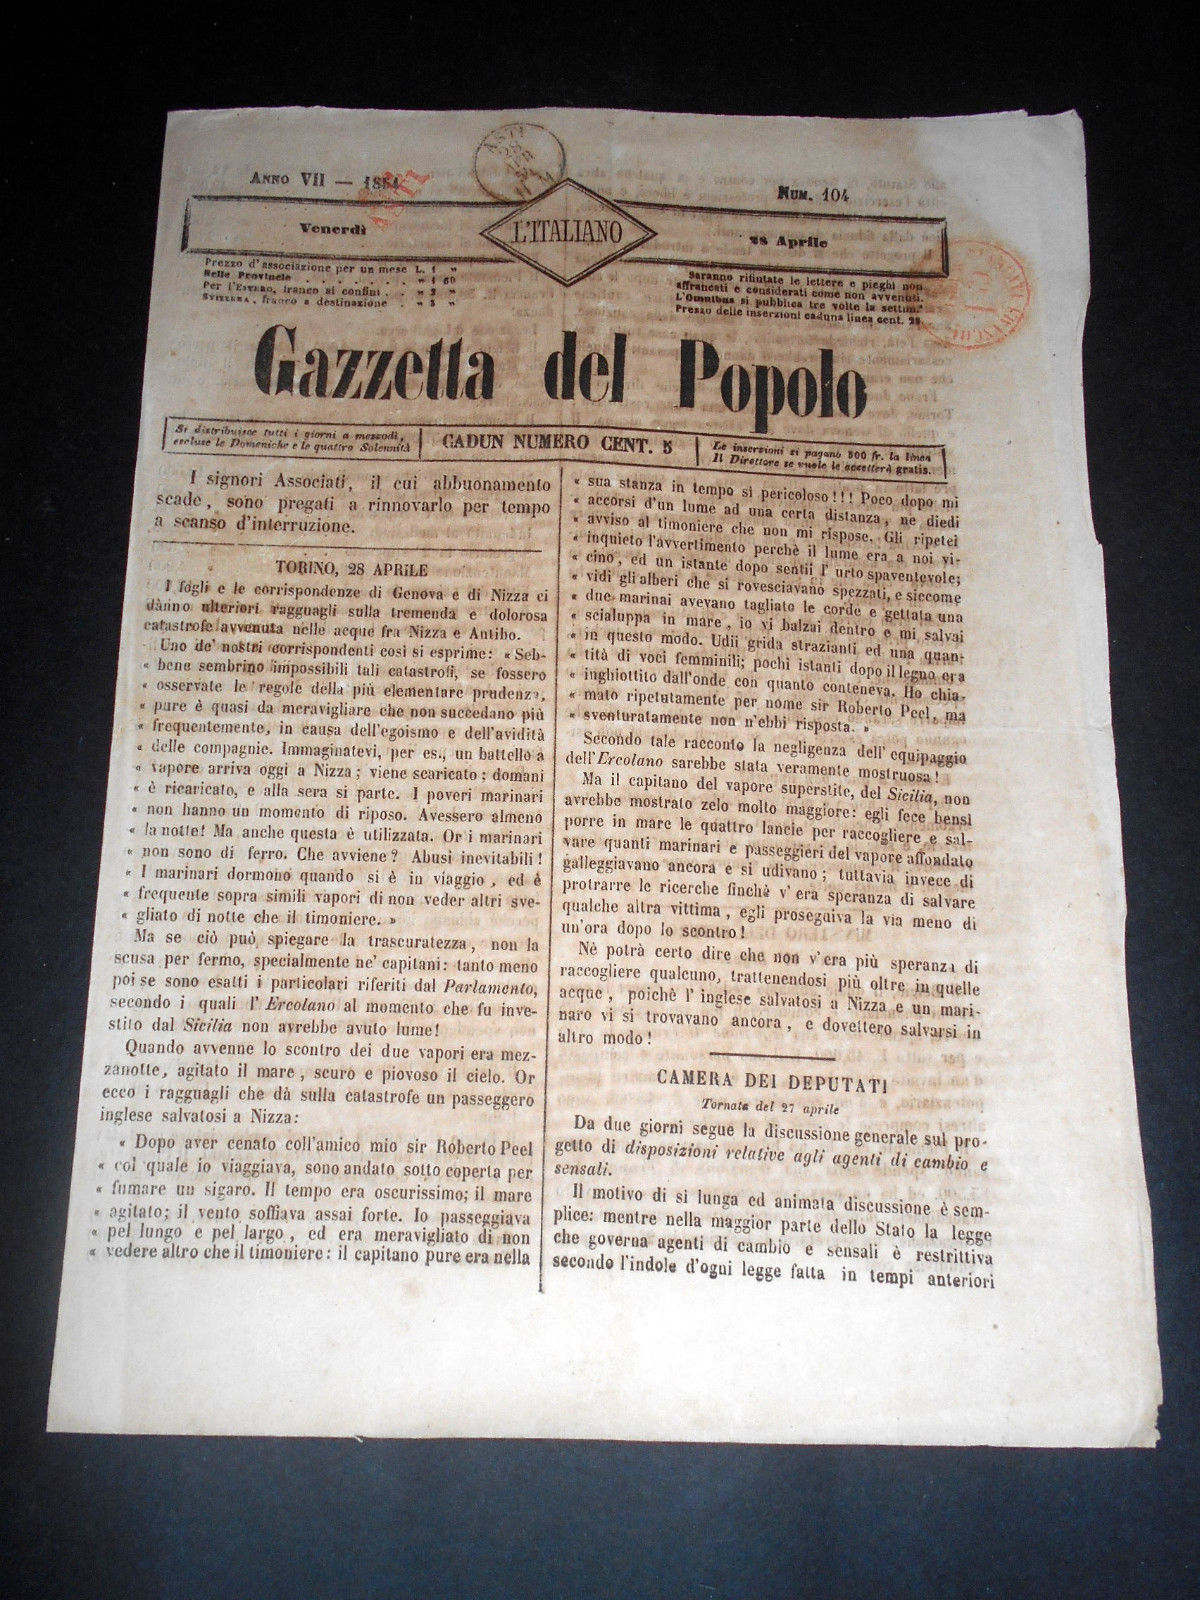 ANNO VII — 1854
ASTI
ASTI
NUM. 104
Venerdì
L'ITALIANO
28 Aprile
Prezzo d'associazione per un mese L. 1 »
Nelle Provincie . . . . . . . » 1 60
Per l'ESTERO, franco ai confini . . » 2 »
SVIZZERA, franco a destinazione . » 3 »
Saranno rifiutate le lettere e pieghi non
affrancati e considerati come non avvenuti.
L'Omnibus si pubblica tre volte la settim.
Prezzo delle inserzioni caduna linea cent. 25
Gazzetta del Popolo
Si distribuisce tutti i giorni a mezzodì,
escluse le Domeniche e le quattro Solennità
CADUN NUMERO CENT. 5
Le inserzioni si pagano 500 fr. la linea
Il Direttore se vuole le accetterà gratis.
I signori Associati, il cui abbuonamento
scade, sono pregati a rinnovarlo per tempo
a scanso d'interruzione.
TORINO, 28 APRILE
I fogli e le corrispondenze di Genova e di Nizza ci
dànno ulteriori ragguagli sulla tremenda e dolorosa
catastrofe avvenuta nelle acque fra Nizza e Antibo.
Uno de' nostri corrispondenti così si esprime: « Seb-
« bene sembrino impossibili tali catastrofi, se fossero
« osservate le regole della più elementare prudenza,
« pure è quasi da meravigliare che non succedano più
« frequentemente, in causa dell'egoismo e dell'avidità
« delle compagnie. Immaginatevi, per es., un battello a
« vapore arriva oggi a Nizza; viene scaricato: domani
« è ricaricato, e alla sera si parte. I poveri marinari
« non hanno un momento di riposo. Avessero almeno
« la notte! Ma anche questa è utilizzata. Or i marinari
« non sono di ferro. Che avviene? Abusi inevitabili!
« I marinari dormono quando si è in viaggio, ed è
« frequente sopra simili vapori di non veder altri sve-
« gliato di notte che il timoniere. »
Ma se ciò può spiegare la trascuratezza, non la
scusa per fermo, specialmente ne' capitani: tanto meno
poi se sono esatti i particolari riferiti dal Parlamento,
secondo i quali l'Ercolano al momento che fu inve-
stito dal Sicilia non avrebbe avuto lume!
Quando avvenne lo scontro dei due vapori era mez-
zanotte, agitato il mare, scuro e piovoso il cielo. Or
ecco i ragguagli che dà sulla catastrofe un passeggero
inglese salvatosi a Nizza:
« Dopo aver cenato coll'amico mio sir Roberto Peel
« col quale io viaggiava, sono andato sotto coperta per
« fumare un sigaro. Il tempo era oscurissimo; il mare
« agitato; il vento soffiava assai forte. Io passeggiava
« pel lungo e pel largo, ed era meravigliato di non
« vedere altro che il timoniere: il capitano pure era nella
« sua stanza in tempo sì pericoloso!!! Poco dopo mi
« accorsi d'un lume ad una certa distanza, ne diedi
« avviso al timoniere che non mi rispose. Gli ripetei
« inquieto l'avvertimento perchè il lume era a noi vi-
« cino, ed un istante dopo sentii l'urto spaventevole;
« vidi gli alberi che si rovesciavano spezzati, e siccome
« due marinai avevano tagliato le corde e gettata una
« scialuppa in mare, io vi balzai dentro e mi salvai
« in questo modo. Udii grida strazianti ed una quan-
« tità di voci femminili; pochi istanti dopo il legno era
« inghiottito dall'onde con quanto conteneva. Ho chia-
« mato ripetutamente per nome sir Roberto Peel, ma
« sventuratamente non n'ebbi risposta. »
Secondo tale racconto la negligenza dell'equipaggio
dell'Ercolano sarebbe stata veramente mostruosa!
Ma il capitano del vapore superstite, del Sicilia, non
avrebbe mostrato zelo molto maggiore: egli fece bensì
porre in mare le quattro lancie per raccogliere e sal-
vare quanti marinari e passeggieri del vapore affondato
galleggiavano ancora e si udivano; tuttavia invece di
protrarre le ricerche finchè v'era speranza di salvare
qualche altra vittima, egli proseguiva la via meno di
un'ora dopo lo scontro!
Nè potrà certo dire che non v'era più speranza di
raccogliere qualcuno, trattenendosi più oltre in quelle
acque, poichè l'inglese salvatosi a Nizza e un mari-
naro vi si trovavano ancora, e dovettero salvarsi in
altro modo!
CAMERA DEI DEPUTATI
Tornata del 27 aprile
Da due giorni segue la discussione generale sul pro-
getto di disposizioni relative agli agenti di cambio e
sensali.
Il motivo di sì lunga ed animata discussione è sem-
plice: mentre nella maggior parte dello Stato la legge
che governa agenti di cambio e sensali è restrittiva
secondo l'indole d'ogni legge fatta in tempi anteriori